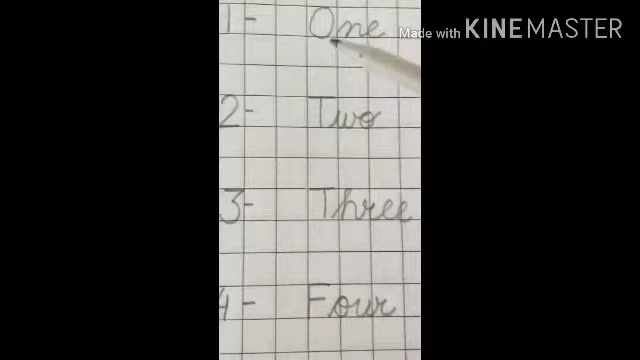 1- One
Made with KINEMASTER
2- Two
3- Three
4- Four